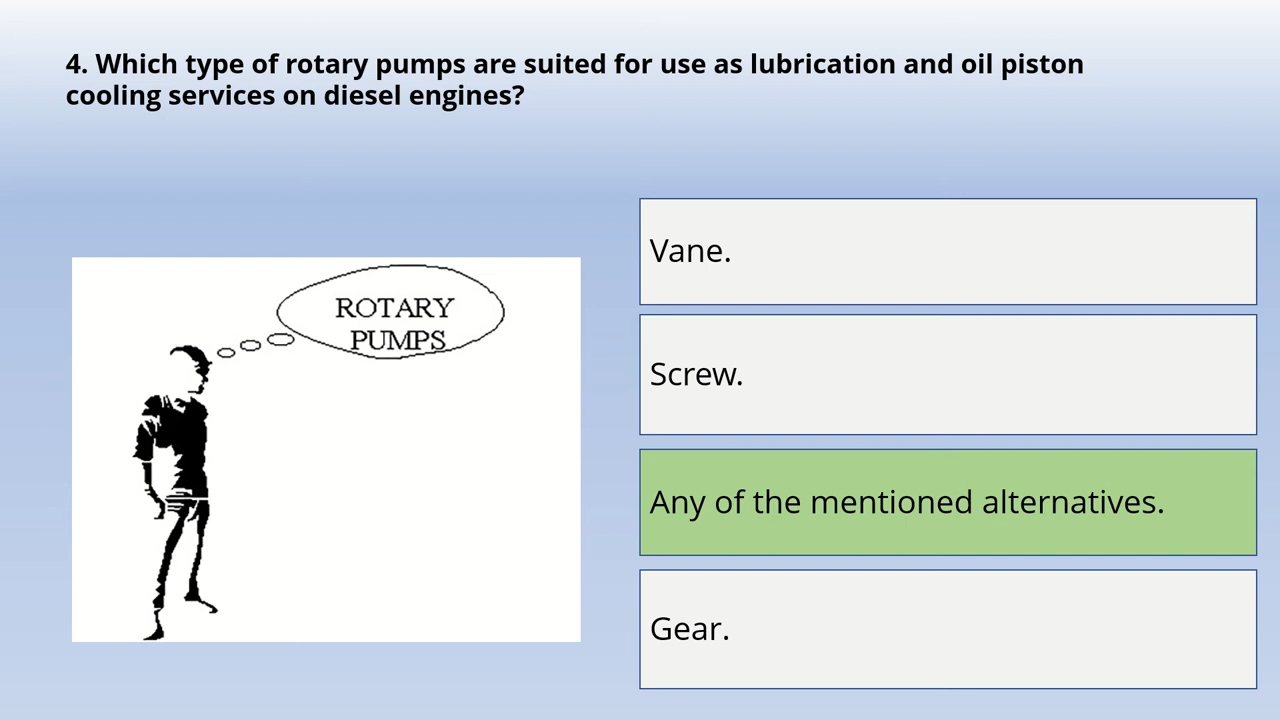 4. Which type of rotary pumps are suited for use as lubrication and oil piston
cooling services on diesel engines?
ROTARY
PUMPS
Vane.
Screw.
Any of the mentioned alternatives.
Gear.